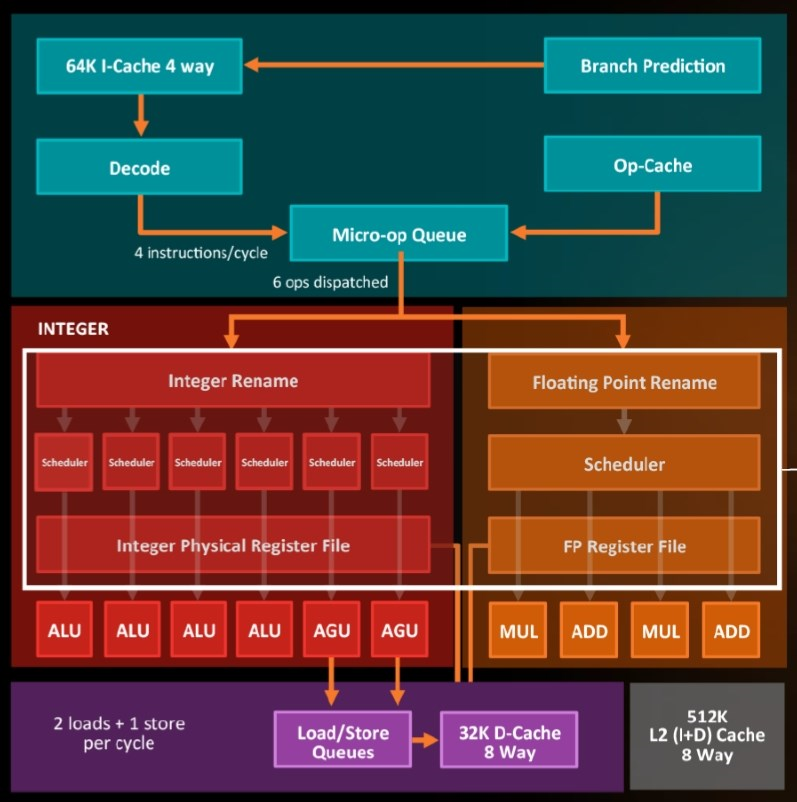 64K I-Cache 4 way
Branch Prediction
Decode
Op-Cache
Micro-op Queue
4 instructions/cycle
6 ops dispatched
INTEGER
Integer Rename
Floating Point Rename
Scheduler
Scheduler
Scheduler
Scheduler
Scheduler
Scheduler
Scheduler
Integer Physical Register File
FP Register File
ALU
ALU
ALU
ALU
AGU
AGU
MUL
ADD
MUL
ADD
2 loads + 1 store
per cycle
Load/Store
Queues
32K D-Cache
8 Way
512K
L2 (I+D) Cache
8 Way